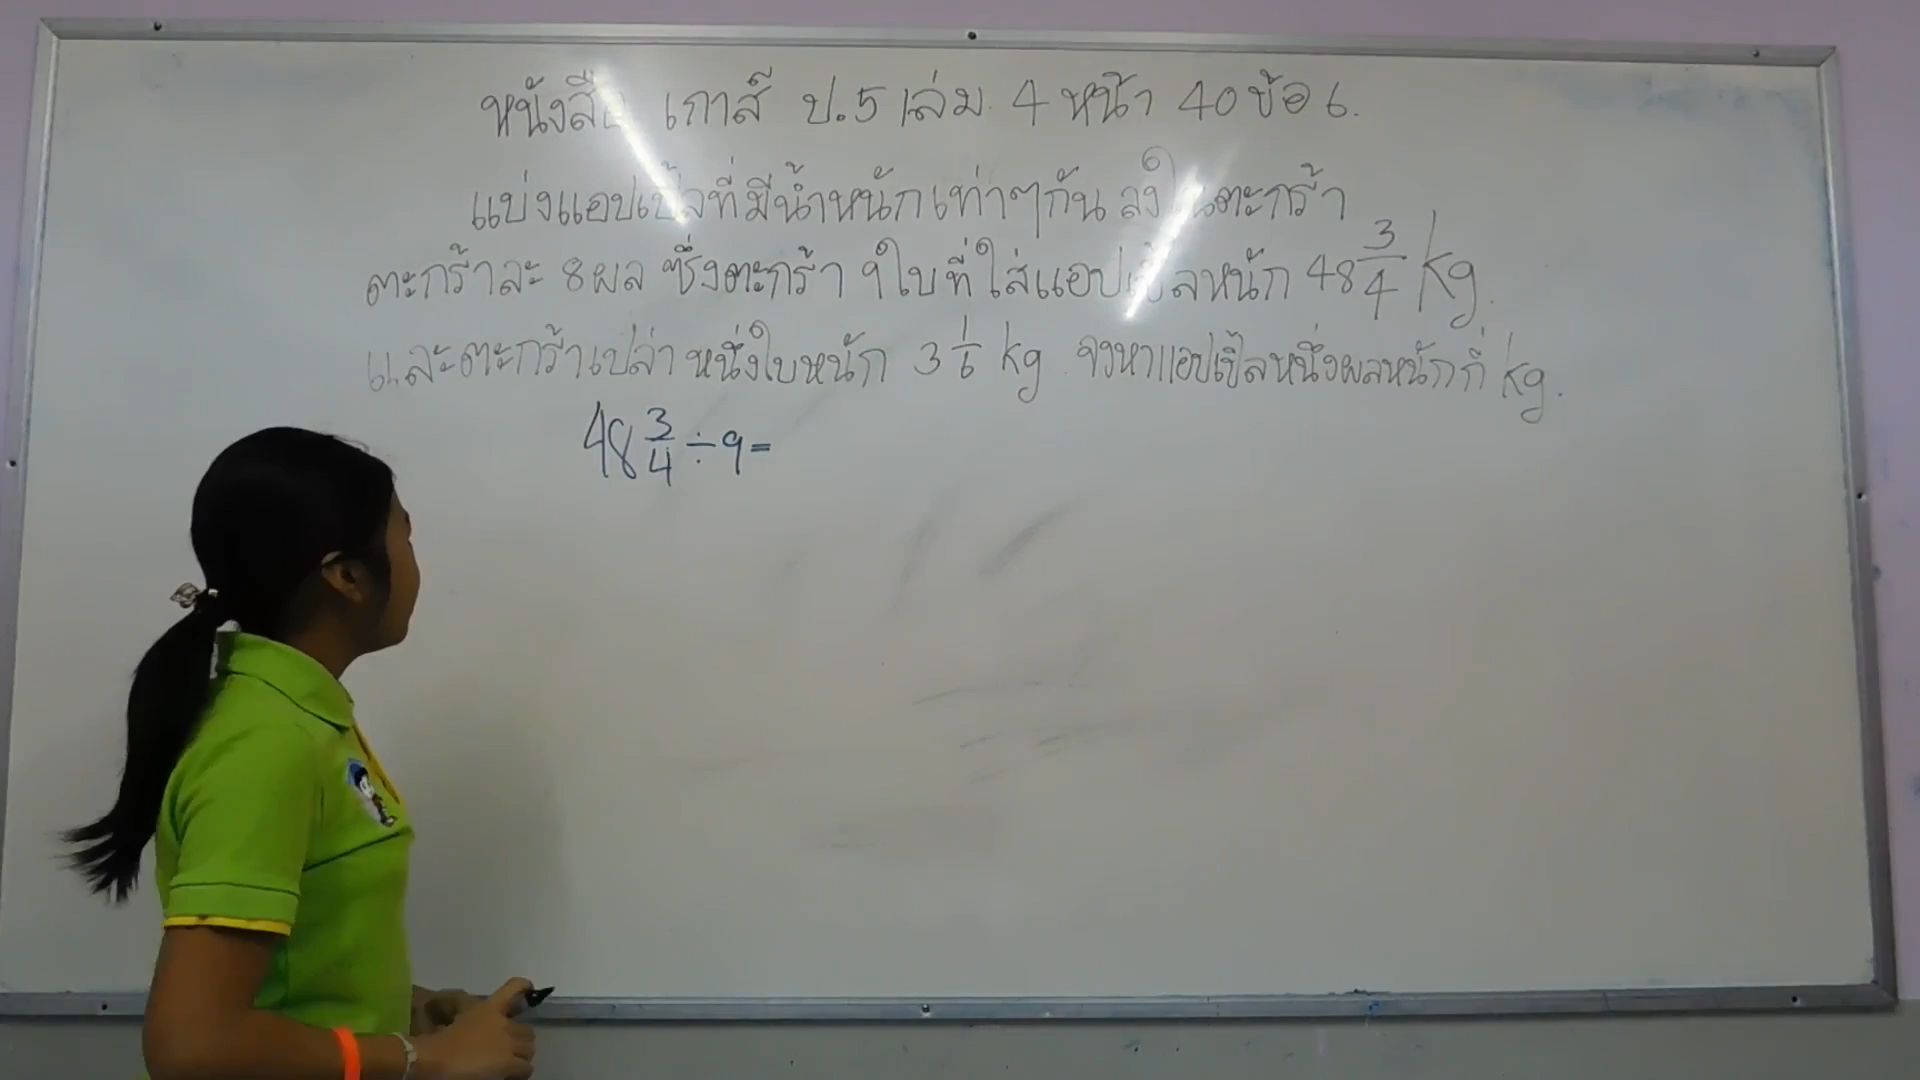 หนังสือ เกาส์ ป.5 เล่ม 4 หน้า 40 ข้อ 6.
แบ่งแอปเปิ้ลที่มีน้ำหนักเท่าๆกัน ลงในตะกร้า
ตะกร้าละ 8 ผล ซึ่งตะกร้า 9 ใบที่ใส่แอปเปิ้ลหนัก 48 3/4 kg.
และตะกร้าเปล่าหนึ่งใบหนัก 3 1/6 kg จงหาแอปเปิ้ลหนึ่งผลหนักกี่ kg.
48 3/4 ÷ 9 =